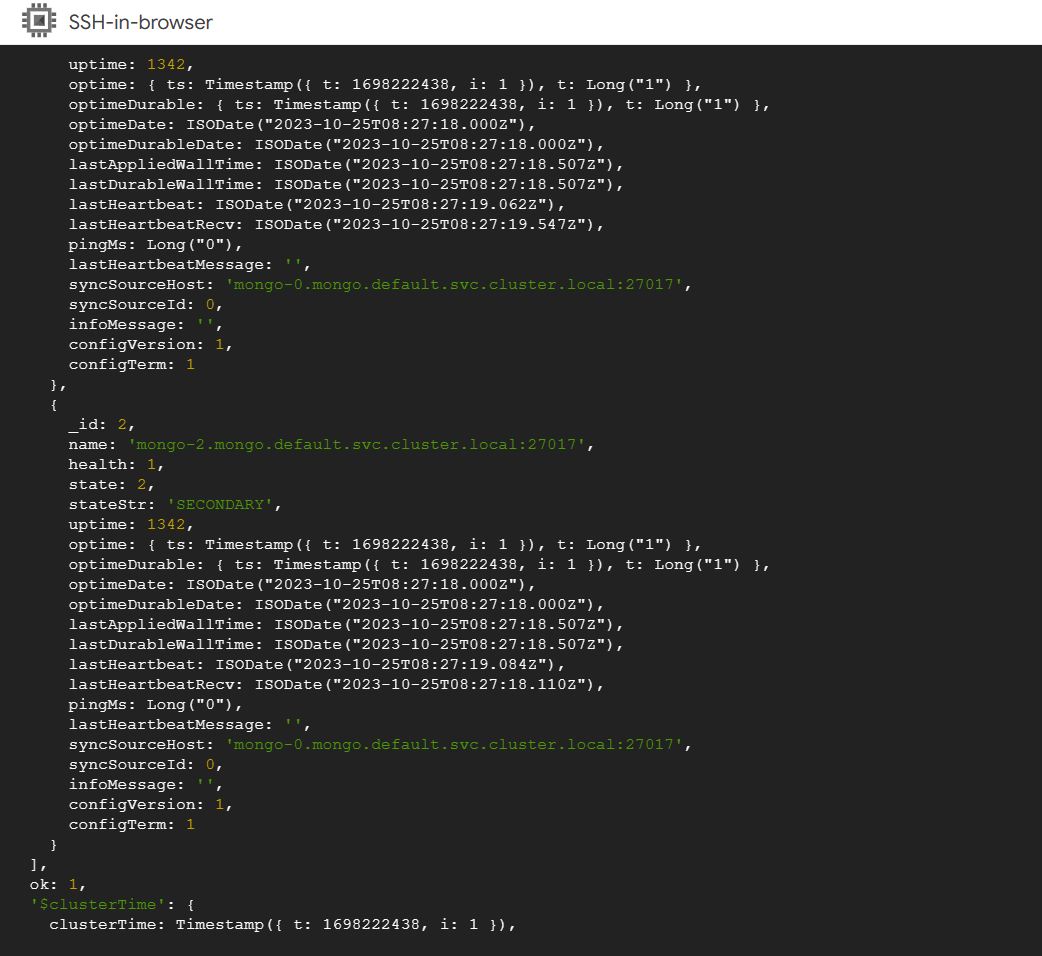 SSH-in-browser
uptime: 1342,
optime: { ts: Timestamp({ t: 1698222438, i: 1 }), t: Long("1") },
optimeDurable: { ts: Timestamp({ t: 1698222438, i: 1 }), t: Long("1") },
optimeDate: ISODate("2023-10-25T08:27:18.000Z"),
optimeDurableDate: ISODate("2023-10-25T08:27:18.000Z"),
lastAppliedWallTime: ISODate("2023-10-25T08:27:18.507Z"),
lastDurableWallTime: ISODate("2023-10-25T08:27:18.507Z"),
lastHeartbeat: ISODate("2023-10-25T08:27:19.062Z"),
lastHeartbeatRecv: ISODate("2023-10-25T08:27:19.547Z"),
pingMs: Long("0"),
lastHeartbeatMessage: '',
syncSourceHost: 'mongo-0.mongo.default.svc.cluster.local:27017',
syncSourceId: 0,
infoMessage: '',
configVersion: 1,
configTerm: 1
},
{
_id: 2,
name: 'mongo-2.mongo.default.svc.cluster.local:27017',
health: 1,
state: 2,
stateStr: 'SECONDARY',
uptime: 1342,
optime: { ts: Timestamp({ t: 1698222438, i: 1 }), t: Long("1") },
optimeDurable: { ts: Timestamp({ t: 1698222438, i: 1 }), t: Long("1") },
optimeDate: ISODate("2023-10-25T08:27:18.000Z"),
optimeDurableDate: ISODate("2023-10-25T08:27:18.000Z"),
lastAppliedWallTime: ISODate("2023-10-25T08:27:18.507Z"),
lastDurableWallTime: ISODate("2023-10-25T08:27:18.507Z"),
lastHeartbeat: ISODate("2023-10-25T08:27:19.084Z"),
lastHeartbeatRecv: ISODate("2023-10-25T08:27:18.110Z"),
pingMs: Long("0"),
lastHeartbeatMessage: '',
syncSourceHost: 'mongo-0.mongo.default.svc.cluster.local:27017',
syncSourceId: 0,
infoMessage: '',
configVersion: 1,
configTerm: 1
}
],
ok: 1,
'$clusterTime': {
clusterTime: Timestamp({ t: 1698222438, i: 1 }),